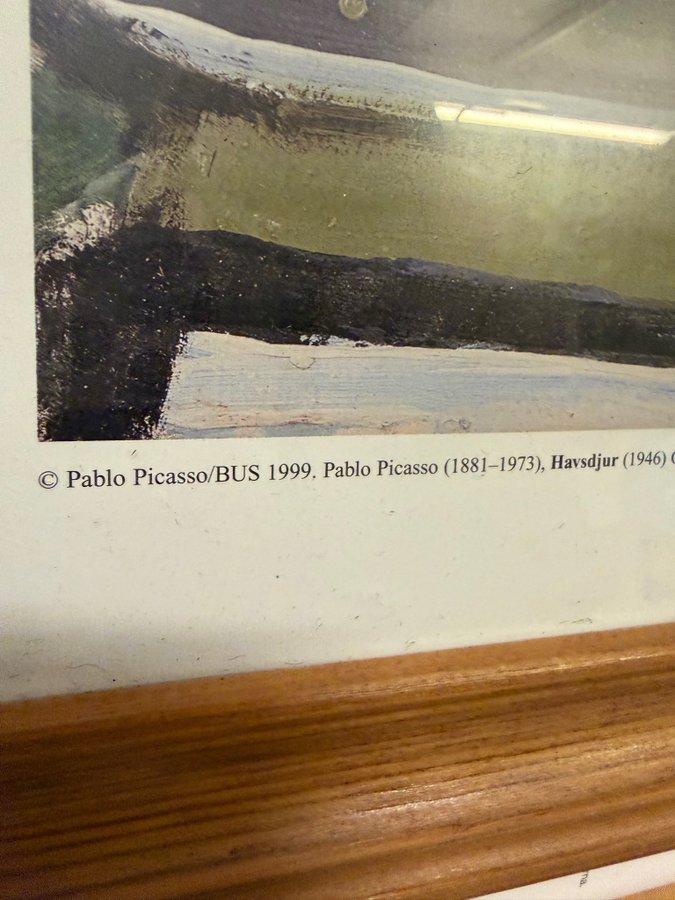 © Pablo Picasso/BUS 1999. Pablo Picasso (1881–1973), Havsdjur (1946)